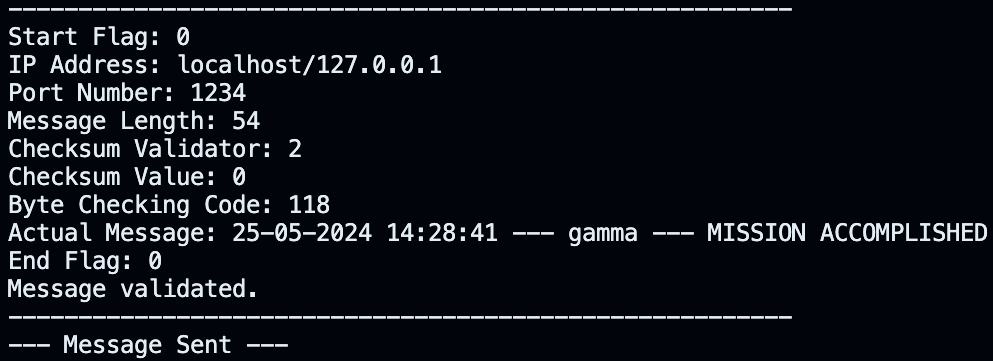 ---------------------------------------------------------
Start Flag: 0
IP Address: localhost/127.0.0.1
Port Number: 1234
Message Length: 54
Checksum Validator: 2
Checksum Value: 0
Byte Checking Code: 118
Actual Message: 25-05-2024 14:28:41 --- gamma --- MISSION ACCOMPLISHED
End Flag: 0
Message validated.
---------------------------------------------------------
--- Message Sent ---